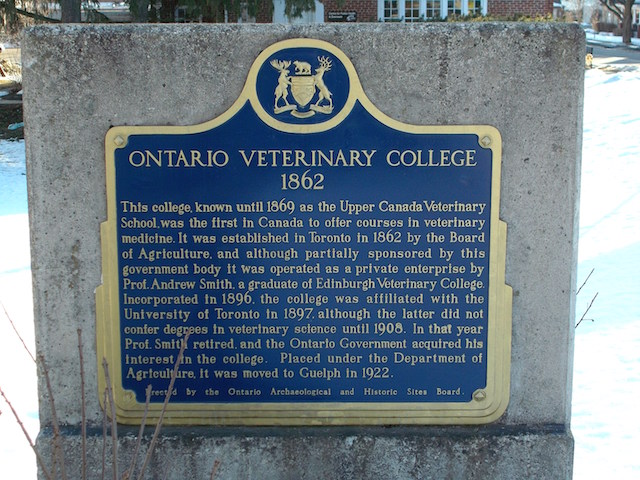 ONTARIO VETERINARY COLLEGE
1862
This college, known until 1869 as the Upper Canada Veterinary
School, was the first in Canada to offer courses in veterinary
medicine. It was established in Toronto in 1862 by the Board
of Agriculture, and although partially sponsored by this
government body it was operated as a private enterprise by
Prof. Andrew Smith, a graduate of Edinburgh Veterinary College.
Incorporated in 1896, the college was affiliated with the
University of Toronto in 1897, although the latter did not
confer degrees in veterinary science until 1908. In that year
Prof. Smith retired, and the Ontario Government acquired his
interest in the college. Placed under the Department of
Agriculture, it was moved to Guelph in 1922.
Erected by the Ontario Archaeological and Historic Sites Board.